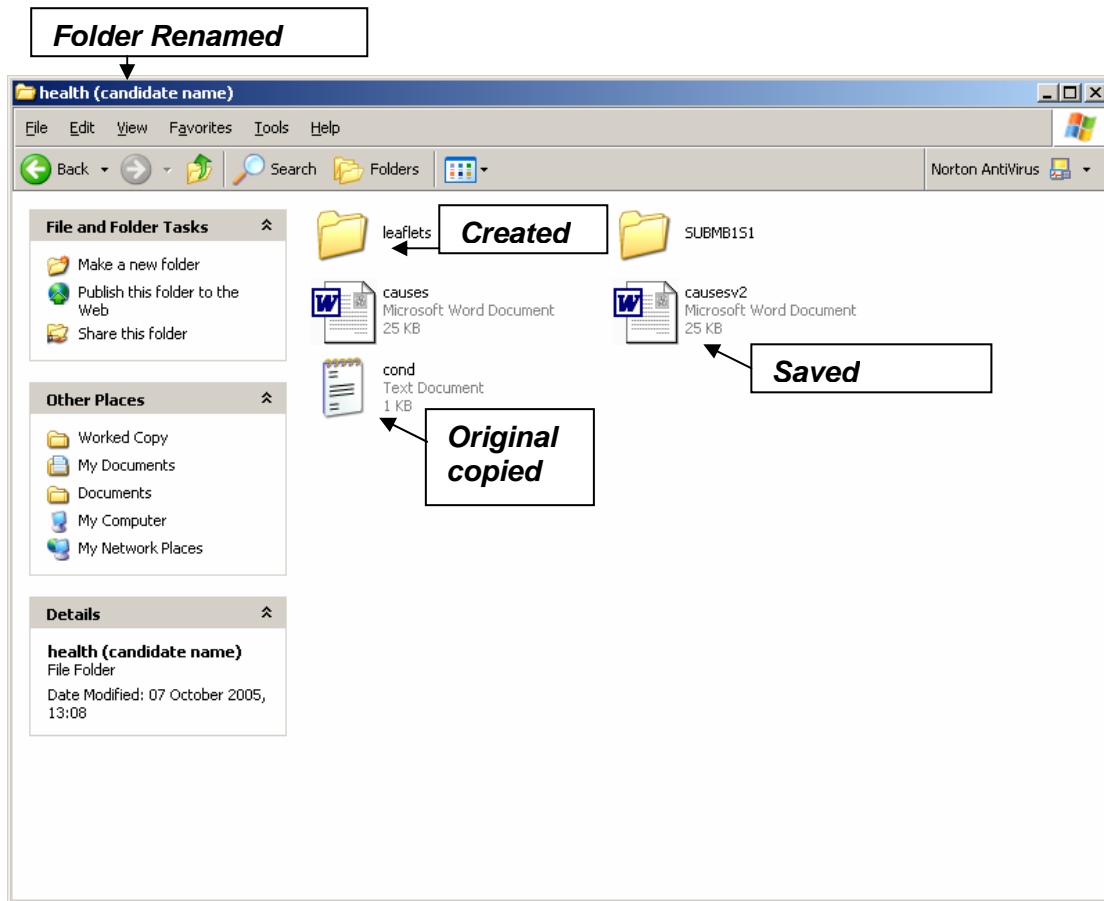 Folder Renamed
health (candidate name)
File Edit View Favorites Tools Help
Back Search Folders Norton AntiVirus
File and Folder Tasks
Make a new folder
Publish this folder to the
Web
Share this folder
Other Places
Worked Copy
My Documents
Documents
My Computer
My Network Places
Details
health (candidate name)
File Folder
Date Modified: 07 October 2005,
13:08
leaflets
Created
SUBMB1S1
causes
Microsoft Word Document
25 KB
causesv2
Microsoft Word Document
25 KB
Saved
cond
Text Document
1 KB
Original
copied